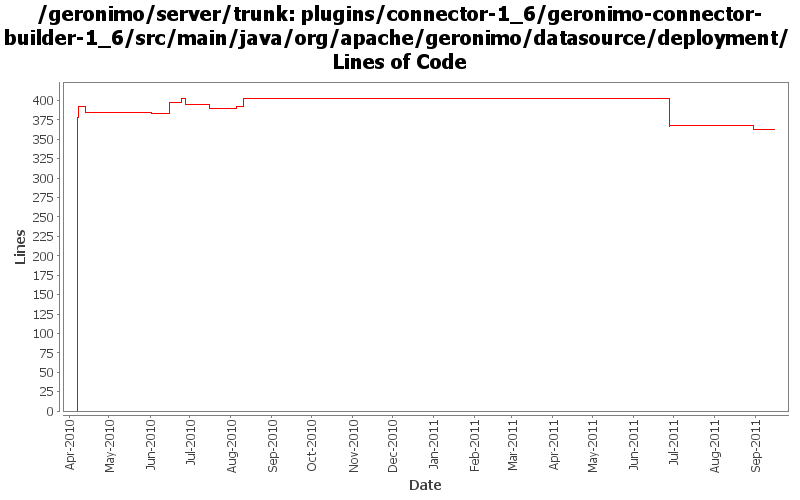 /geronimo/server/trunk: plugins/connector-1_6/geronimo-connector-
builder-1_6/src/main/java/org/apache/geronimo/datasource/deployment/
Lines of Code
400
375
350
325
300
275
250
225
200
175
150
125
100
75
50
25
0
Lines
Apr-2010
May-2010
Jun-2010
Jul-2010
Aug-2010
Sep-2010
Oct-2010
Nov-2010
Dec-2010
Jan-2011
Feb-2011
Mar-2011
Apr-2011
May-2011
Jun-2011
Jul-2011
Aug-2011
Sep-2011
Date